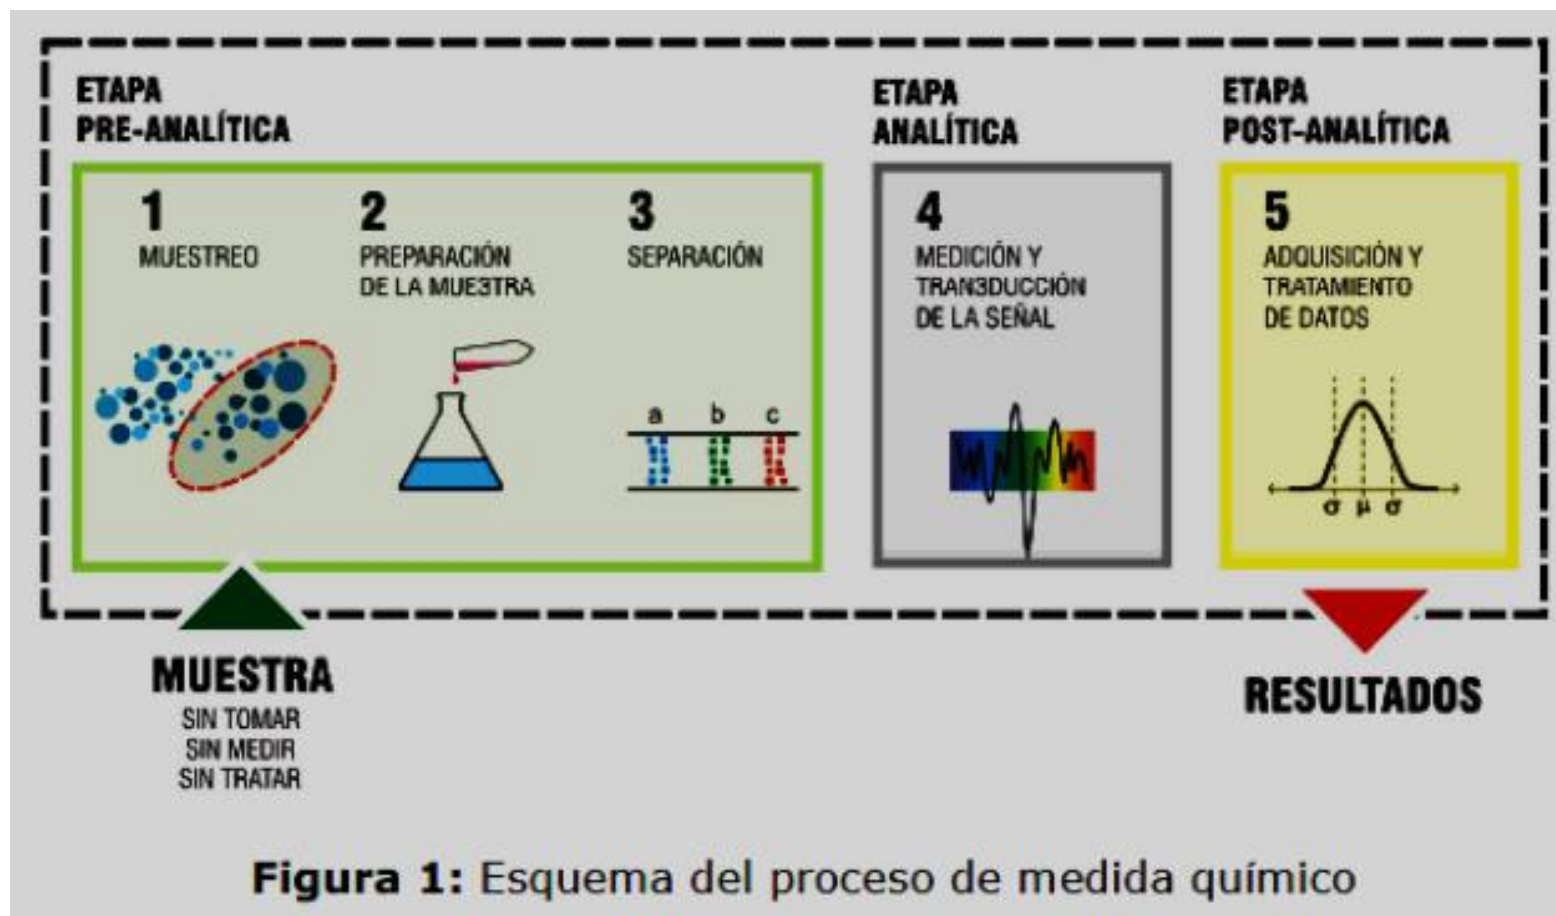 ETAPA
PRE-ANALÍTICA
1
MUESTREO
2
PREPARACIÓN
DE LA MUE3TRA
3
SEPARACIÓN
a b c
ETAPA
ANALÍTICA
4
MEDICIÓN Y
TRAN3DUCCIÓN
DE LA SEÑAL
ETAPA
POST-ANALÍTICA
5
ADQUISICIÓN Y
TRATAMIENTO
DE DATOS
σ μ σ
MUESTRA
SIN TOMAR
SIN MEDIR
SIN TRATAR
RESULTADOS
Figura 1: Esquema del proceso de medida químico